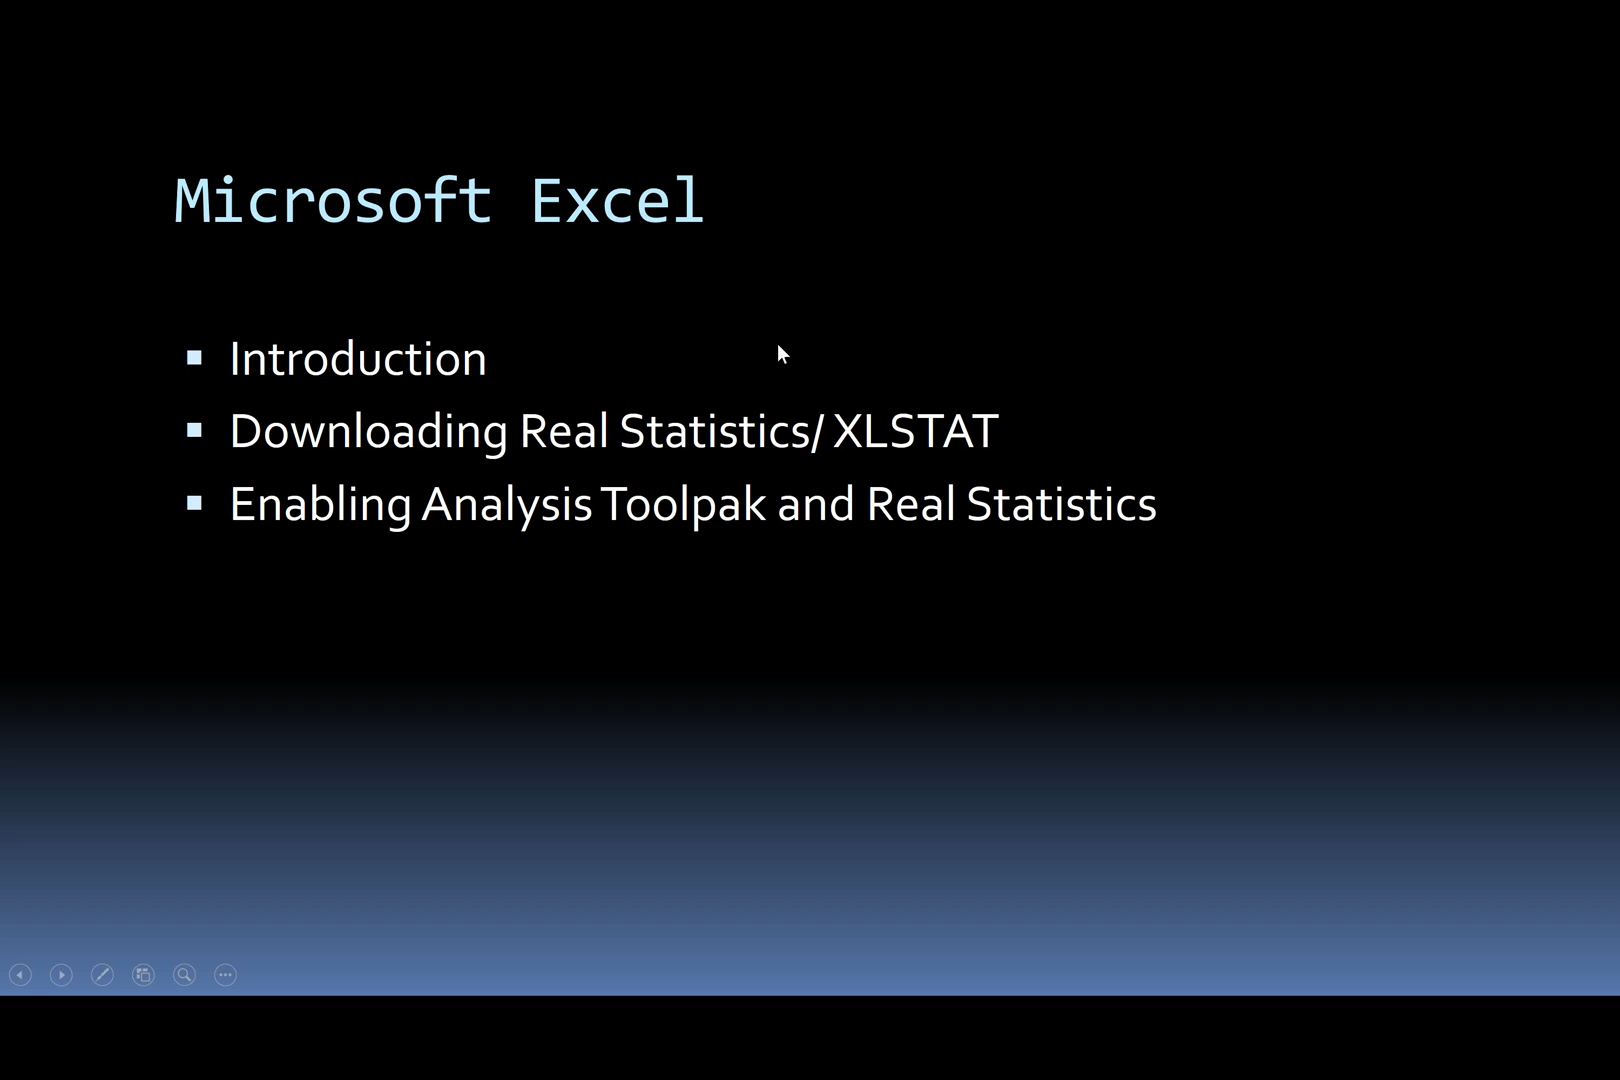 Microsoft Excel
Introduction
Downloading Real Statistics/ XLSTAT
Enabling Analysis Toolpak and Real Statistics